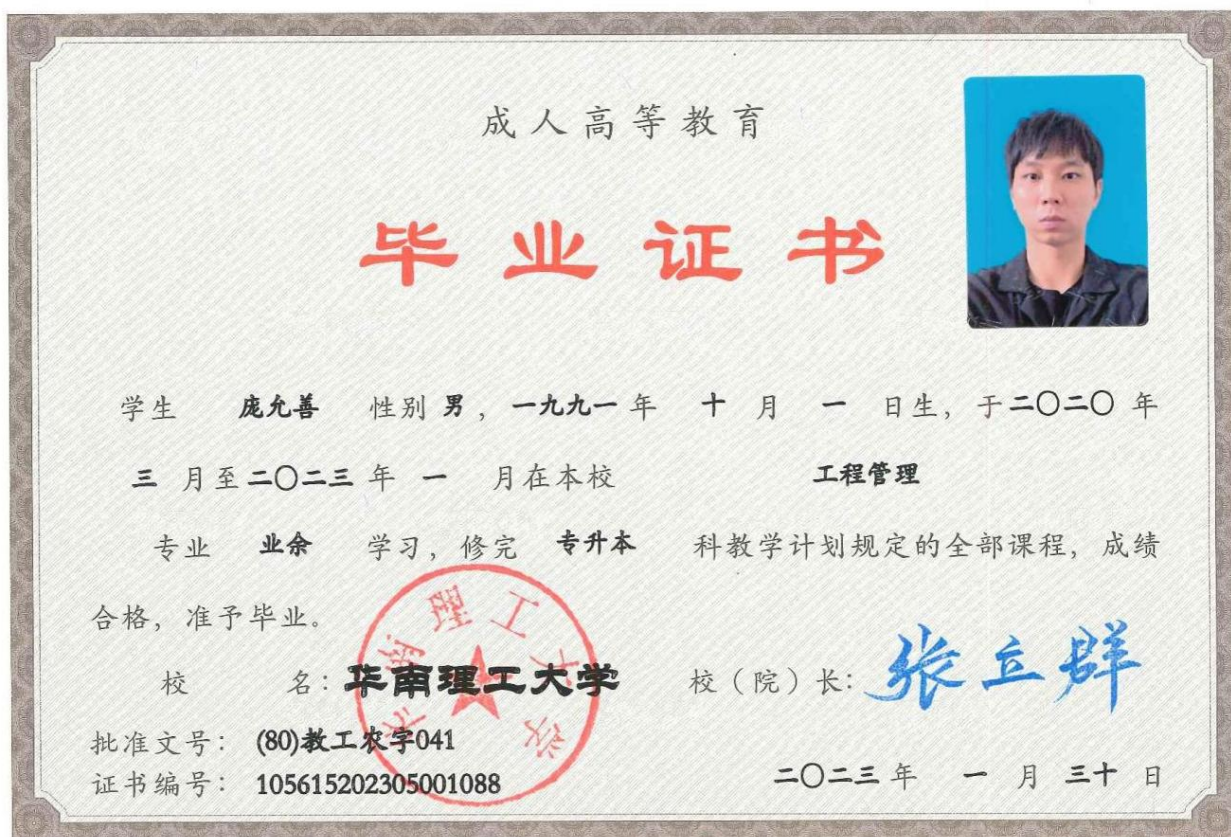 成人高等教育
毕业证书
学生 庞允善 性别 男，一九九一 年 十 月 一 日生，于二〇二〇 年
三 月至 二〇二三 年 一 月在本校 工程管理
专业 业余 学习，修完 专升本 科教学计划规定的全部课程，成绩
合格，准予毕业。
校 名：华南理工大学 校（院）长：张立群
华南理工大学
批准文号： (80)教工农字041
证书编号： 105615202305001088
二〇二三 年 一 月 三十 日